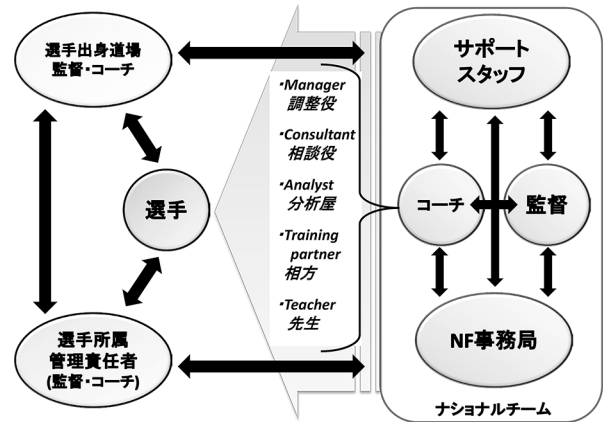 選手出身道場
監督・コーチ
選手
選手所属
管理責任者
(監督・コーチ)
・Manager
調整役
・Consultant
相談役
・Analyst
分析屋
・Training
partner
相方
・Teacher
先生
サポート
スタッフ
コーチ
監督
NF事務局
ナショナルチーム